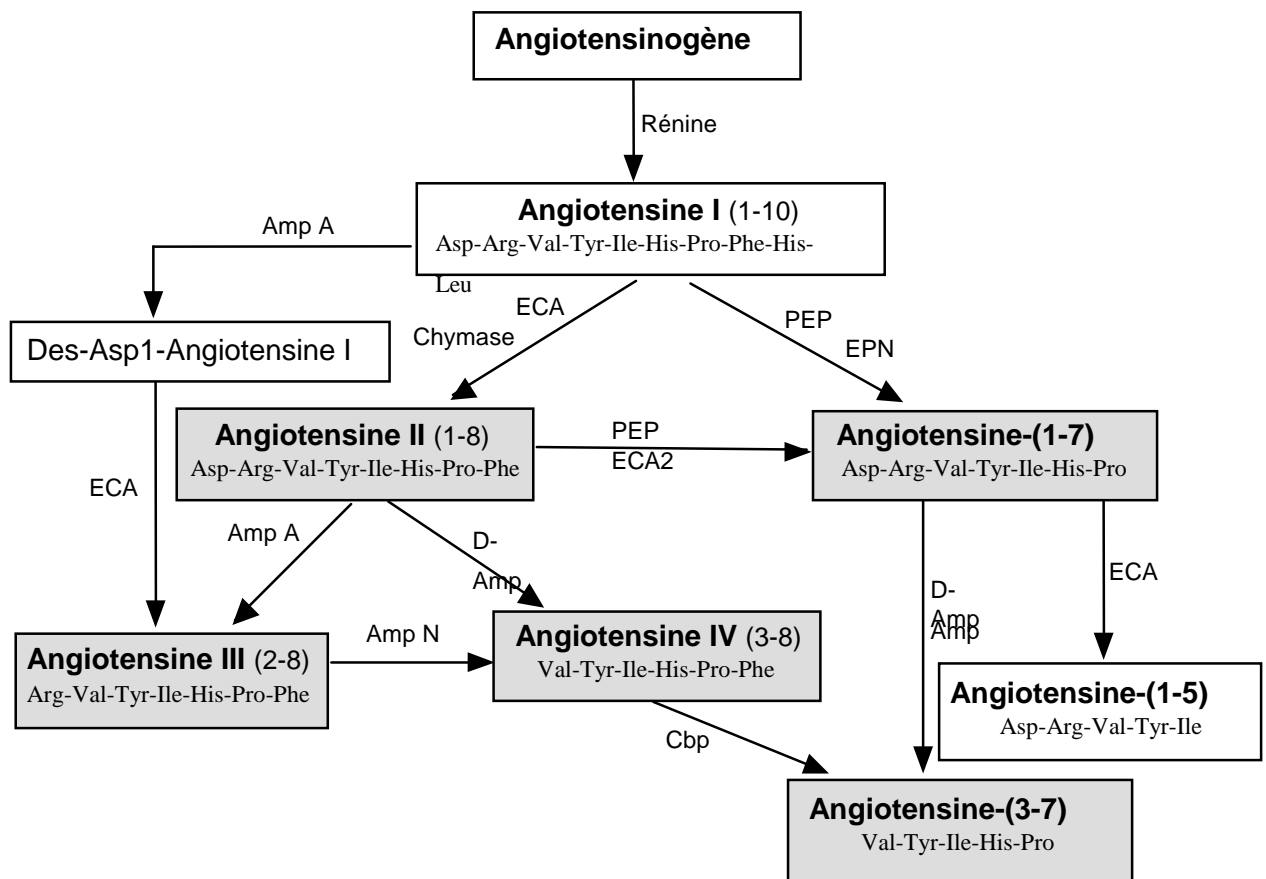 Angiotensinogène
Rénine
Angiotensine I (1-10)
Asp-Arg-Val-Tyr-Ile-His-Pro-Phe-His-
Leu
Amp A
ECA
Chymase
PEP
EPN
Des-Asp1-Angiotensine I
Angiotensine II (1-8)
Asp-Arg-Val-Tyr-Ile-His-Pro-Phe
PEP
ECA2
Angiotensine-(1-7)
Asp-Arg-Val-Tyr-Ile-His-Pro
ECA
Amp A
D-
Amp
D-
Amp
Amp
ECA
Angiotensine III (2-8)
Arg-Val-Tyr-Ile-His-Pro-Phe
Amp N
Angiotensine IV (3-8)
Val-Tyr-Ile-His-Pro-Phe
Angiotensine-(1-5)
Asp-Arg-Val-Tyr-Ile
Cbp
Angiotensine-(3-7)
Val-Tyr-Ile-His-Pro